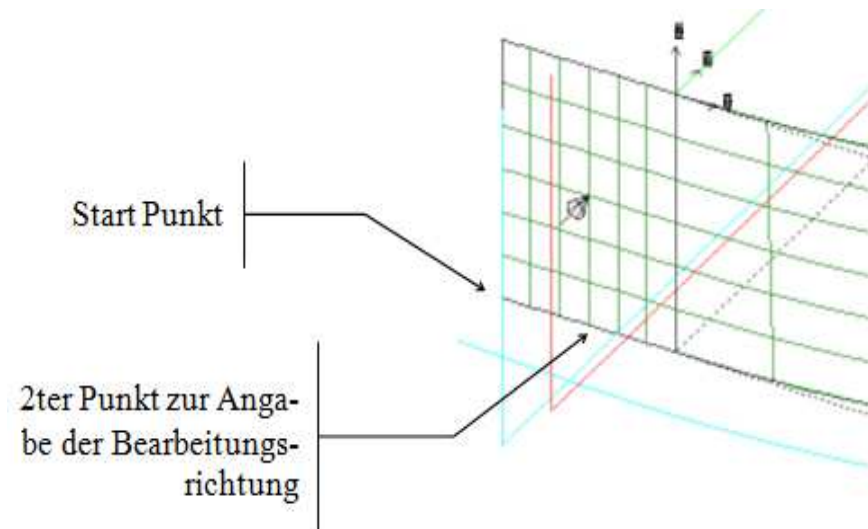 Start Punkt
2ter Punkt zur Anga-
be der Bearbeitungs-
richtung